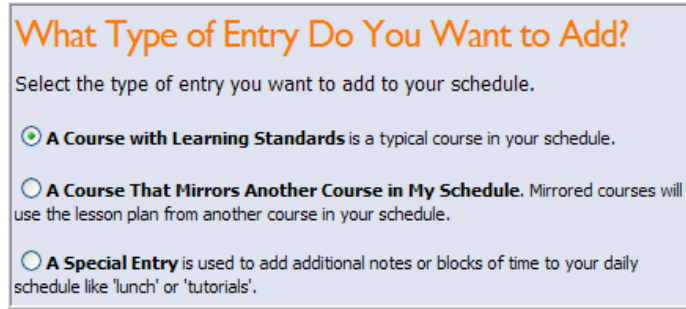 What Type of Entry Do You Want to Add?
Select the type of entry you want to add to your schedule.
A Course with Learning Standards is a typical course in your schedule.
A Course That Mirrors Another Course in My Schedule. Mirrored courses will
use the lesson plan from another course in your schedule.
A Special Entry is used to add additional notes or blocks of time to your daily
schedule like 'lunch' or 'tutorials'.